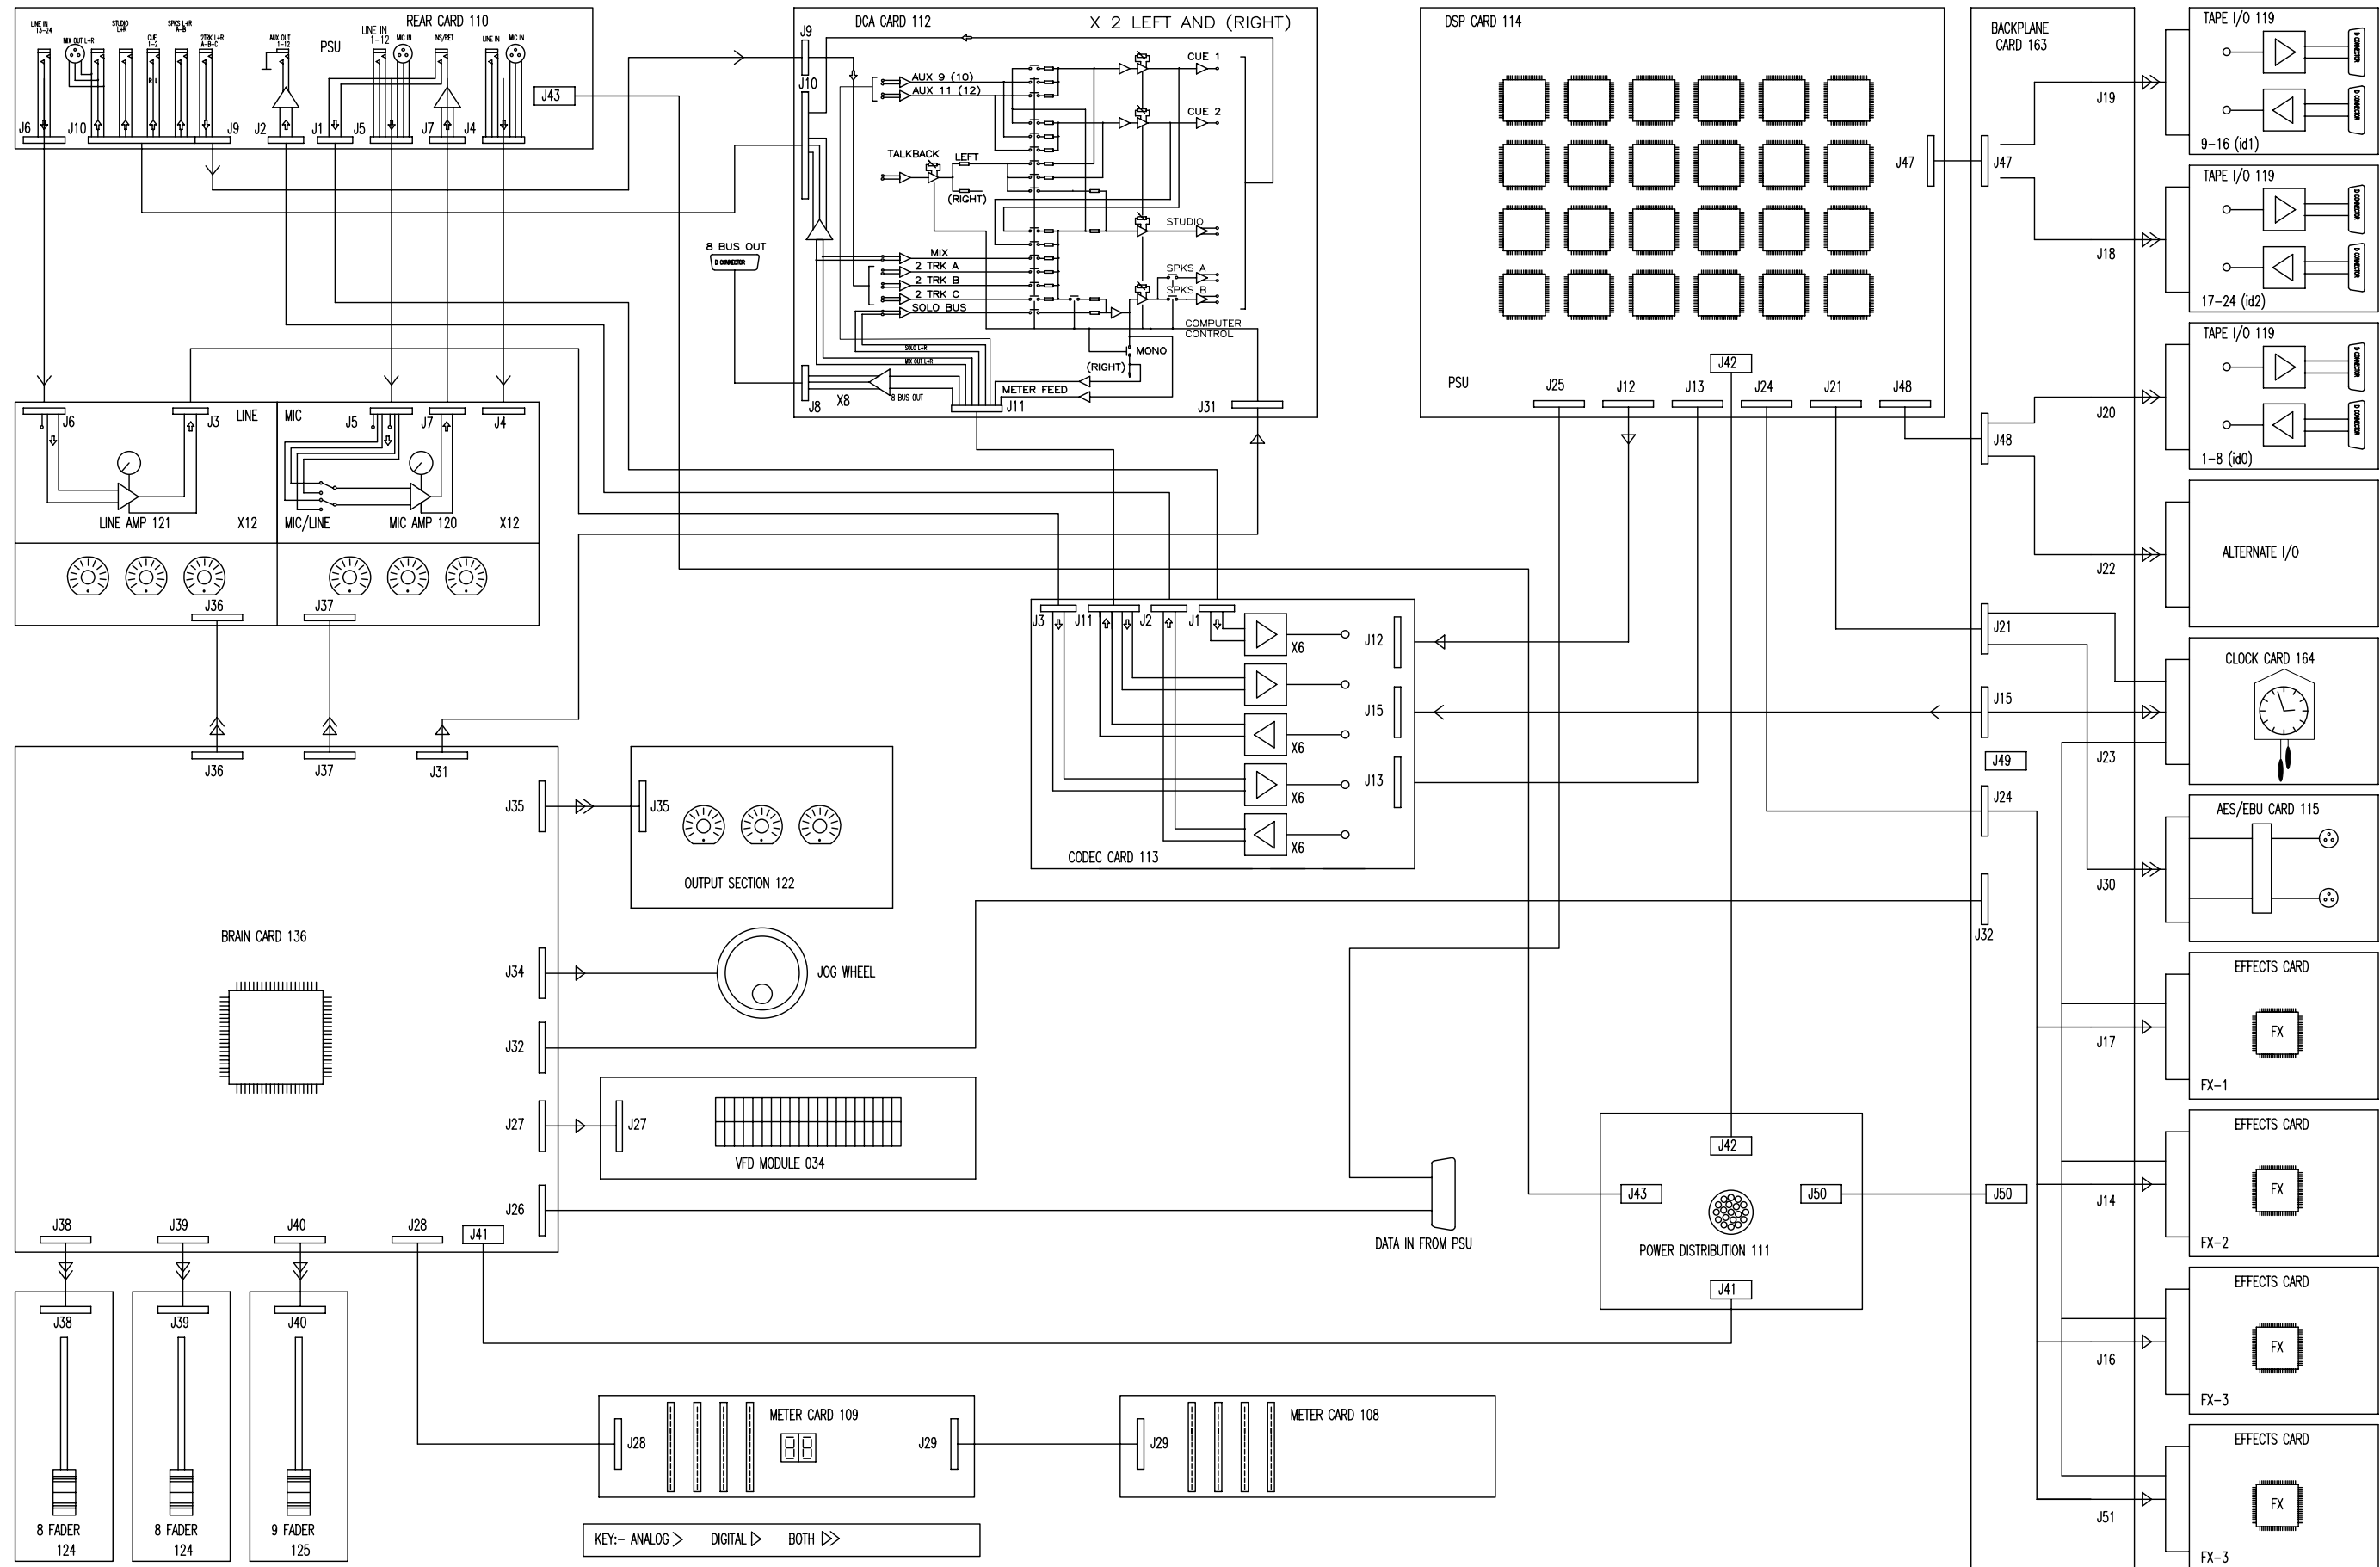 REAR CARD 110
LINE IN
13-24
MIX OUT L+R
STUDIO
L+R
CUE
1-2
R L
SPKS L+R
A-B
2TRK L+R
A-B-C
AUX OUT
1-12
PSU
LINE IN
1-12
MIC IN
INS/RET
LINE IN
MIC IN
J43
J6
J10
J9
J2
J1
J5
J7
J4
DCA CARD 112
X 2 LEFT AND (RIGHT)
J9
J10
AUX 9 (10)
AUX 11 (12)
CUE 1
CUE 2
TALKBACK
LEFT
(RIGHT)
STUDIO
MIX
2 TRK A
2 TRK B
2 TRK C
SOLO BUS
SPKS A
SPKS B
COMPUTER
CONTROL
MONO
(RIGHT)
SOLO L+R
MIX OUT L+R
METER FEED
8 BUS OUT
J8
X8
J11
J31
8 BUS OUT
D CONNECTOR
DSP CARD 114
J47
J42
PSU
J25
J12
J13
J24
J21
J48
BACKPLANE
CARD 163
J47
J19
J18
J48
J20
J22
J21
J15
J49
J23
J24
J30
J32
J17
J14
J50
J16
J51
TAPE I/O 119
D CONNECTOR
D CONNECTOR
9-16 (id1)
TAPE I/O 119
D CONNECTOR
D CONNECTOR
17-24 (id2)
TAPE I/O 119
D CONNECTOR
D CONNECTOR
1-8 (id0)
ALTERNATE I/O
CLOCK CARD 164
AES/EBU CARD 115
EFFECTS CARD
FX
FX-1
EFFECTS CARD
FX
FX-2
EFFECTS CARD
FX
FX-3
EFFECTS CARD
FX
FX-3
J6
J3
LINE
LINE AMP 121
X12
MIC
J5
J7
J4
MIC/LINE
MIC AMP 120
X12
J36
J37
J3
J11
J2
J1
X6
X6
X6
X6
J12
J15
J13
CODEC CARD 113
J36
J37
J31
J35
J34
J32
J27
J26
BRAIN CARD 136
J38
J39
J40
J28
J41
J35
OUTPUT SECTION 122
JOG WHEEL
J27
VFD MODULE 034
DATA IN FROM PSU
J42
J43
J50
POWER DISTRIBUTION 111
J41
J38
8 FADER
124
J39
8 FADER
124
J40
9 FADER
125
J28
METER CARD 109
J29
J29
METER CARD 108
KEY:- ANALOG DIGITAL BOTH